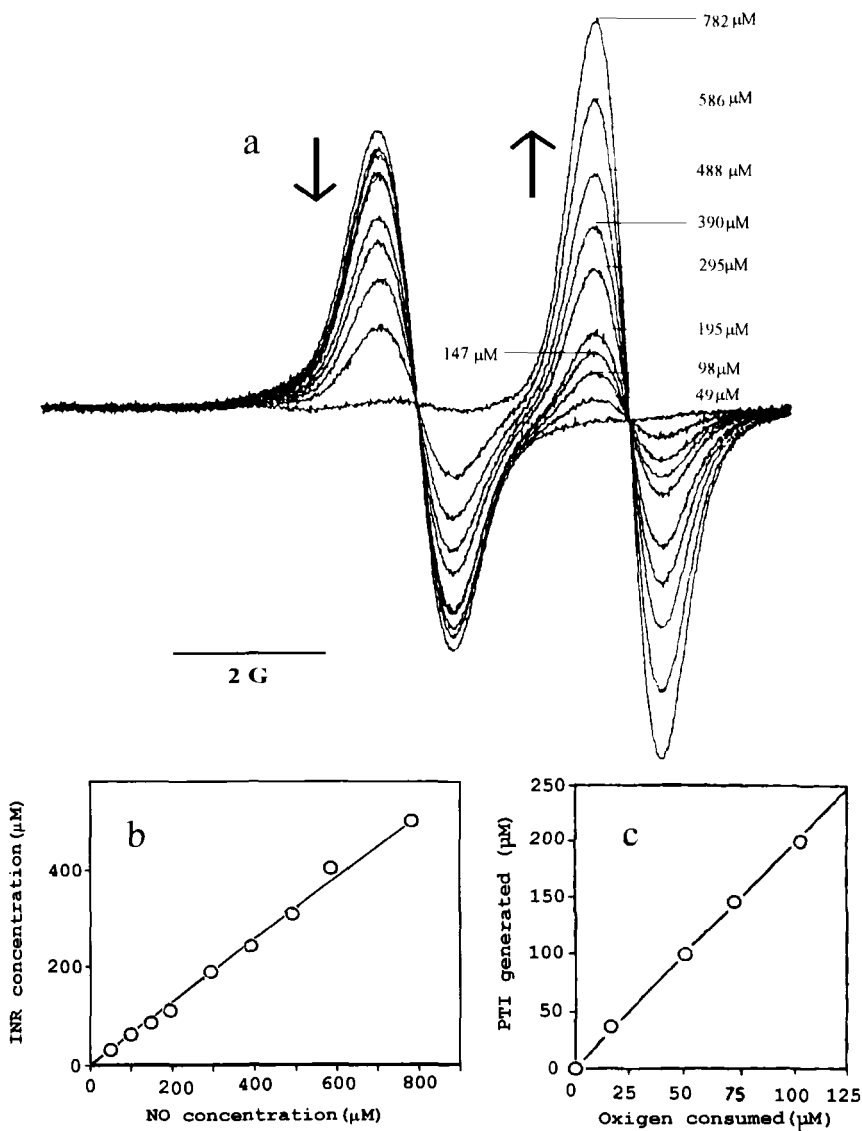 a
782 μM
586 μM
488 μM
390 μM
295μM
195 μM
147 μM
98μM
49μM
2 G
b
INR concentration(μM)
400
200
0
0 200 400 600 800
NO concentration(μM)
c
PTI generated (μM)
250
200
150
100
50
0
0 25 50 75 100 125
Oxigen consumed(μM)